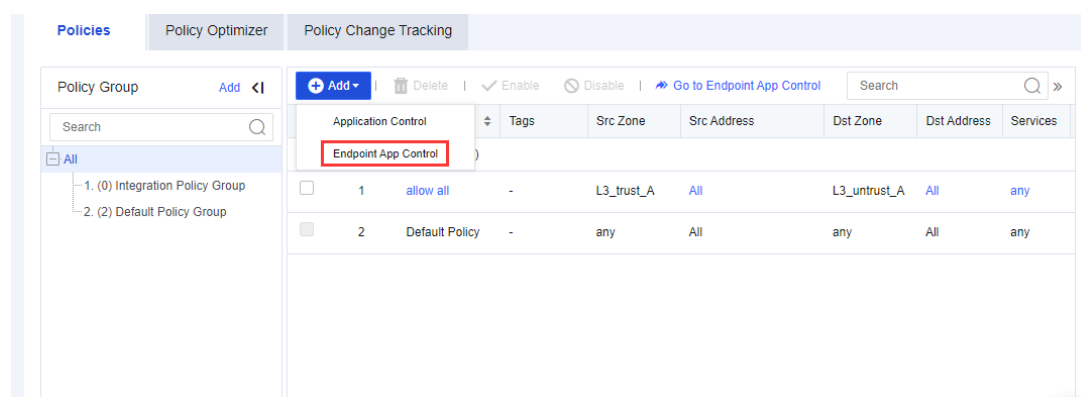 Policies Policy Optimizer Policy Change Tracking
Policy Group Add
Add Delete Enable Disable Go to Endpoint App Control Search
Search
Application Control Tags Src Zone Src Address Dst Zone Dst Address Services
Endpoint App Control )
All
1. (0) Integration Policy Group
2. (2) Default Policy Group
1 allow all - L3_trust_A All L3_untrust_A All any
2 Default Policy - any All any All any